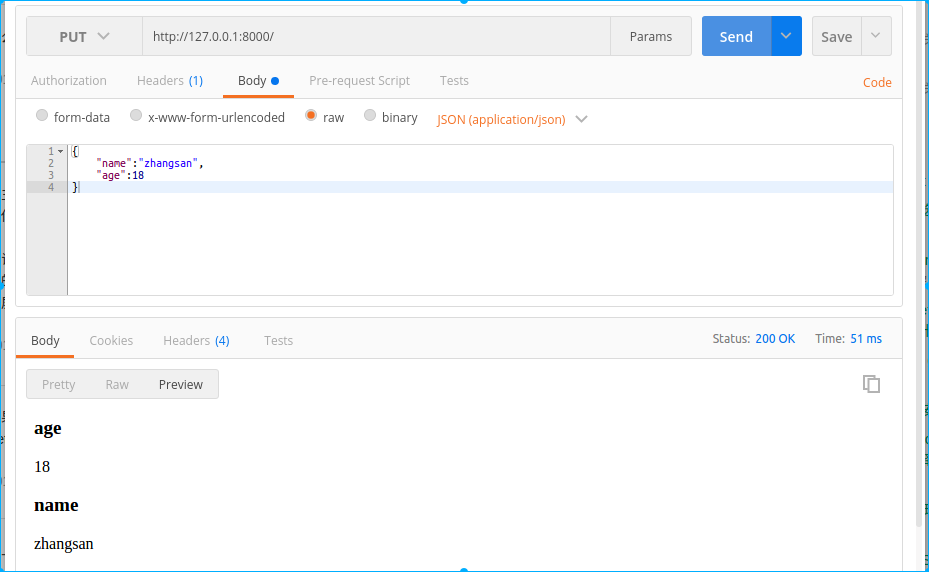 PUT http://127.0.0.1:8000/ Params Send Save
Authorization Headers (1) Body Pre-request Script Tests Code
form-data x-www-form-urlencoded raw binary JSON (application/json)
1 {
2 "name":"zhangsan",
3 "age":18
4 }
Body Cookies Headers (4) Tests Status: 200 OK Time: 51 ms
Pretty Raw Preview
age
18
name
zhangsan